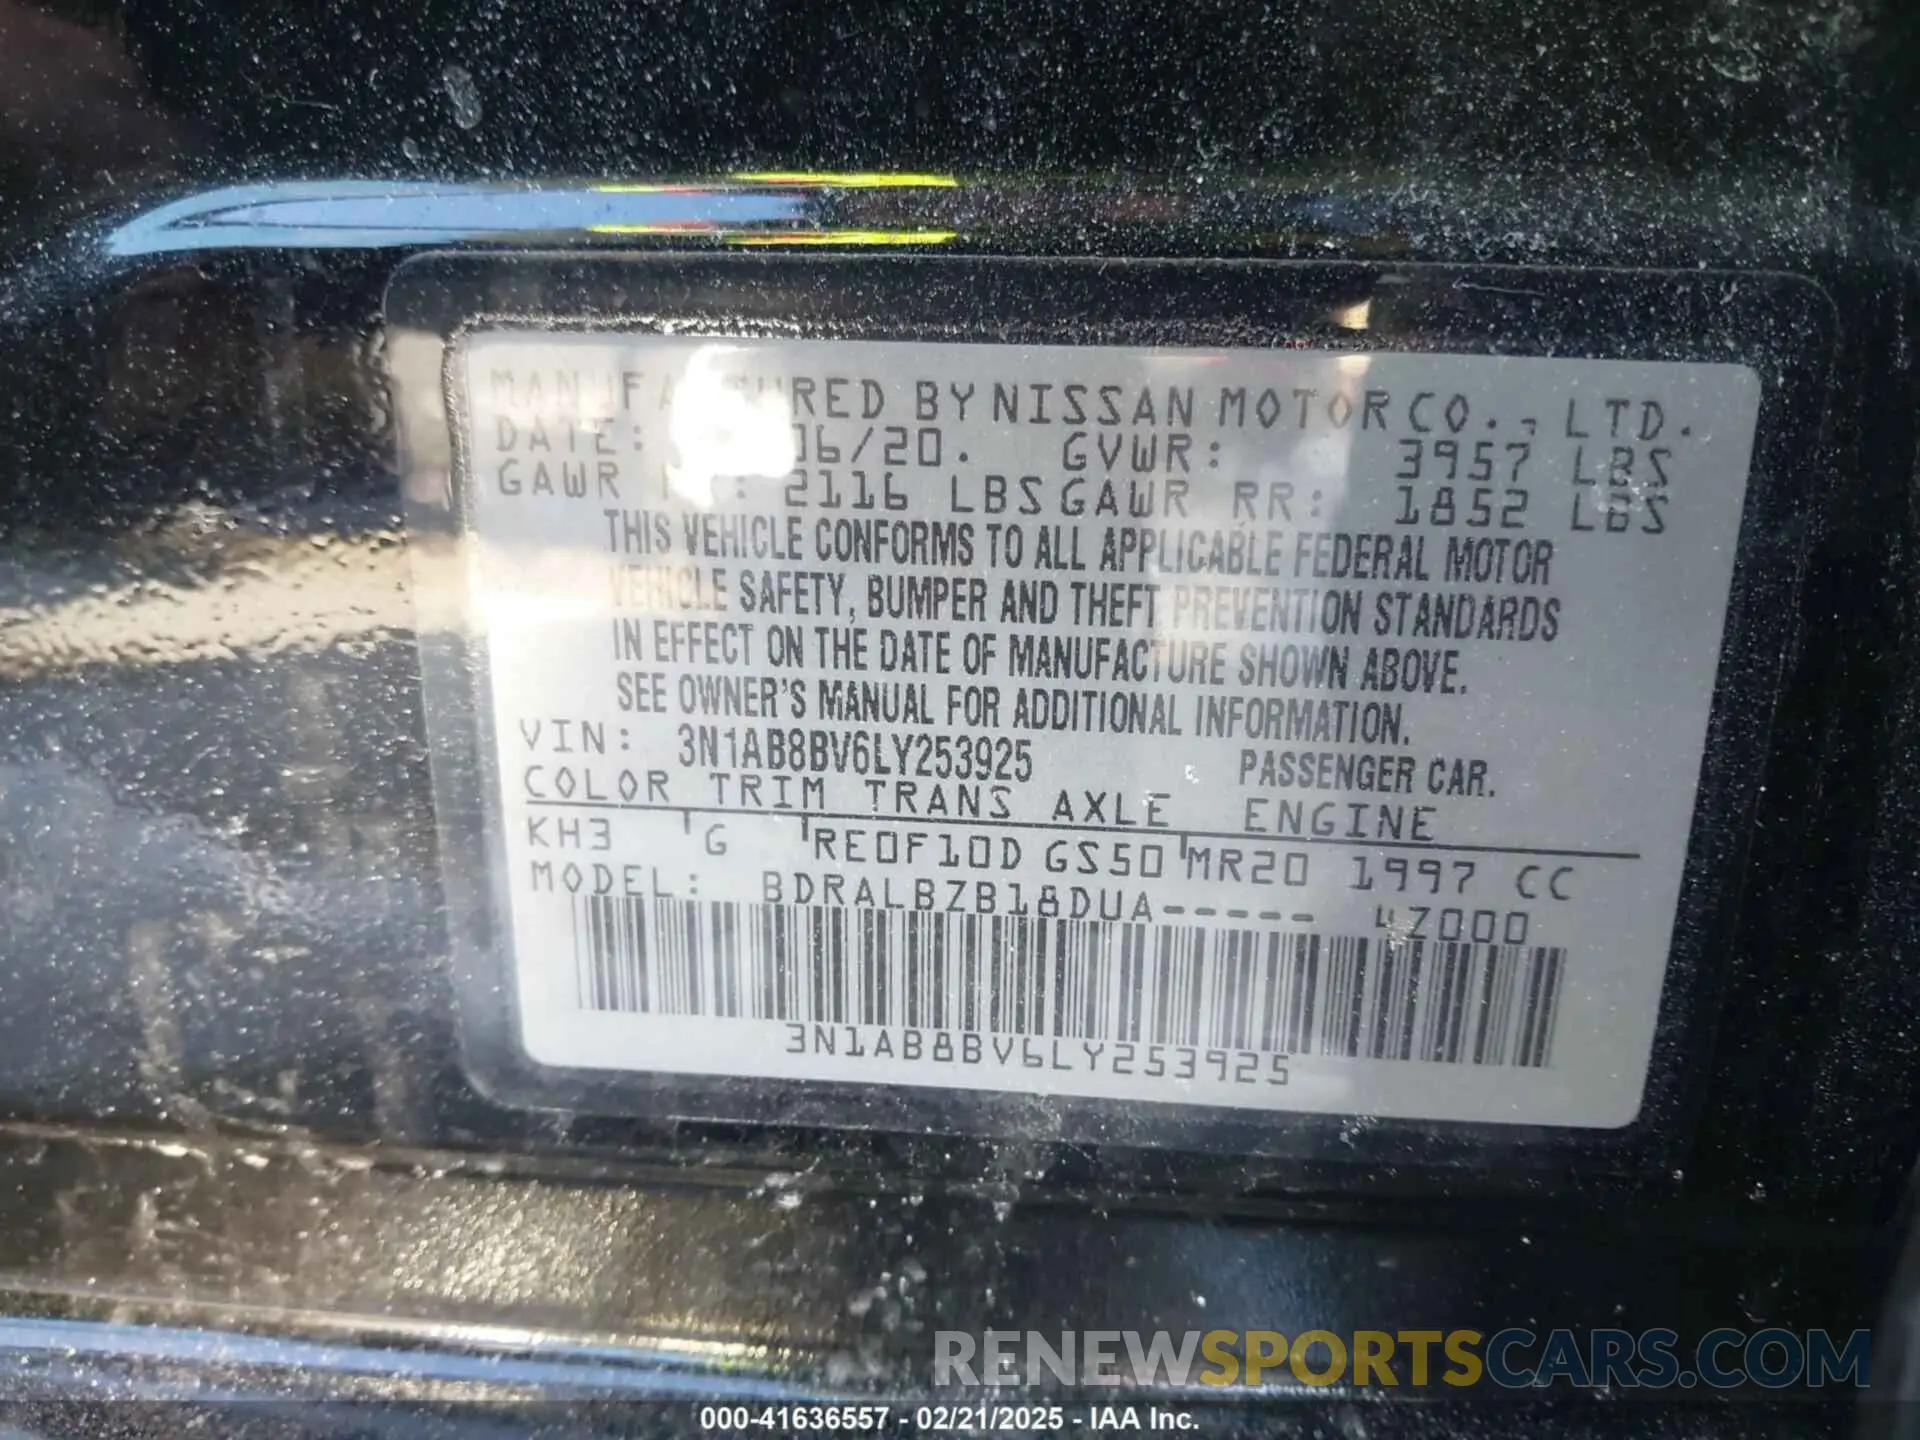 MANUFACTURED BY NISSAN MOTOR CO., LTD.
DATE: 06/20. GVWR: 3957 LBS
GAWR : 2116 LBS GAWR RR: 1852 LBS
THIS VEHICLE CONFORMS TO ALL APPLICABLE FEDERAL MOTOR
VEHICLE SAFETY, BUMPER AND THEFT PREVENTION STANDARDS
IN EFFECT ON THE DATE OF MANUFACTURE SHOWN ABOVE.
SEE OWNER'S MANUAL FOR ADDITIONAL INFORMATION.
VIN: 3N1AB8BV6LY253925 PASSENGER CAR.
COLOR TRIM TRANS AXLE ENGINE
KH3 G RE0F10D GS50 MR20 1997 CC
MODEL: BDRALBZB18DUA----- 4Z000
3N1AB8BV6LY253925
RENEWSPORTSCARS.COM
000-41636557 - 02/21/2025 - IAA Inc.